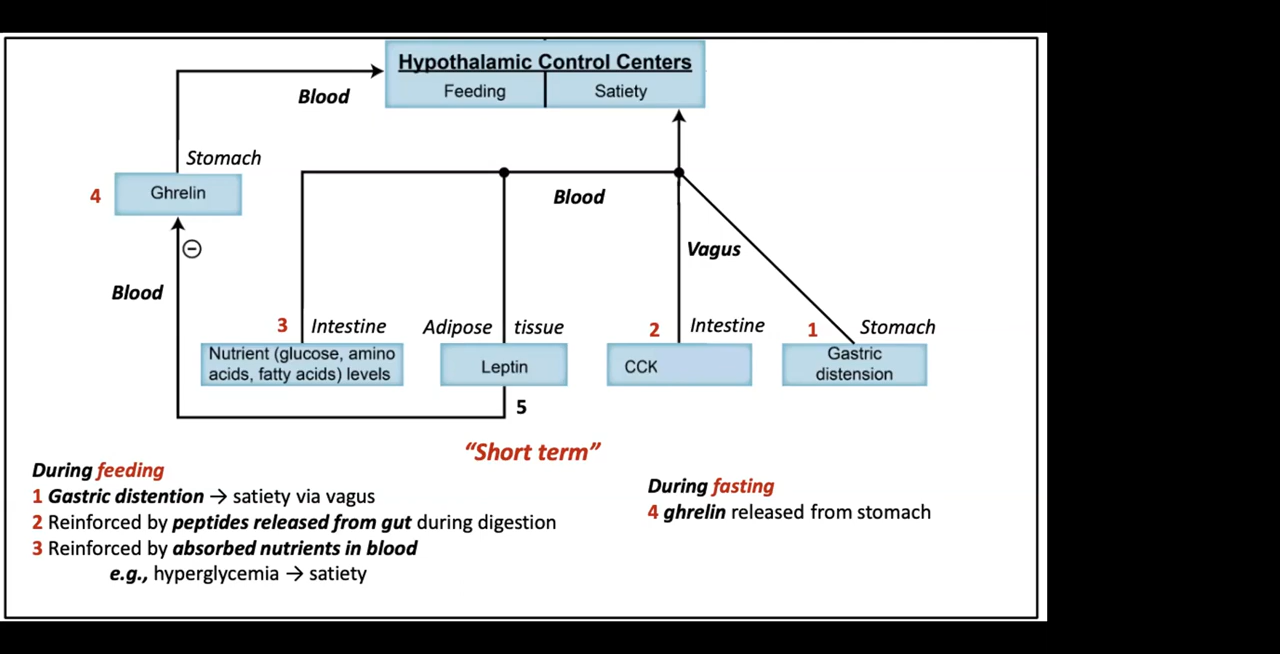 Hypothalamic Control Centers
Feeding
Satiety
Blood
Stomach
4
Ghrelin
Blood
Vagus
⊖
Blood
3 Intestine
Adipose tissue
2 Intestine
1 Stomach
Nutrient (glucose, amino
acids, fatty acids) levels
Leptin
CCK
Gastric
distension
5
"Short term"
During feeding
1 Gastric distention → satiety via vagus
2 Reinforced by peptides released from gut during digestion
3 Reinforced by absorbed nutrients in blood
e.g., hyperglycemia → satiety
During fasting
4 ghrelin released from stomach